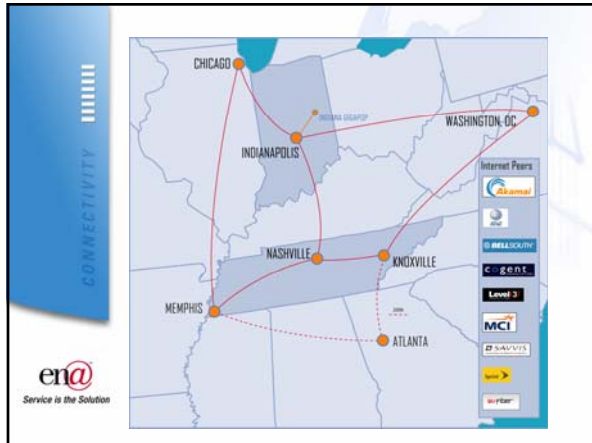 CONNECTIVITY
CHICAGO
INDIANA GIGAPOP
INDIANAPOLIS
WASHINGTON, DC
NASHVILLE
KNOXVILLE
MEMPHIS
ATLANTA
Internet Peers
Akamai
at&t
BELLSOUTH
cogent
Level 3
MCI
SAVVIS
Sprint
ena
Service is the Solution